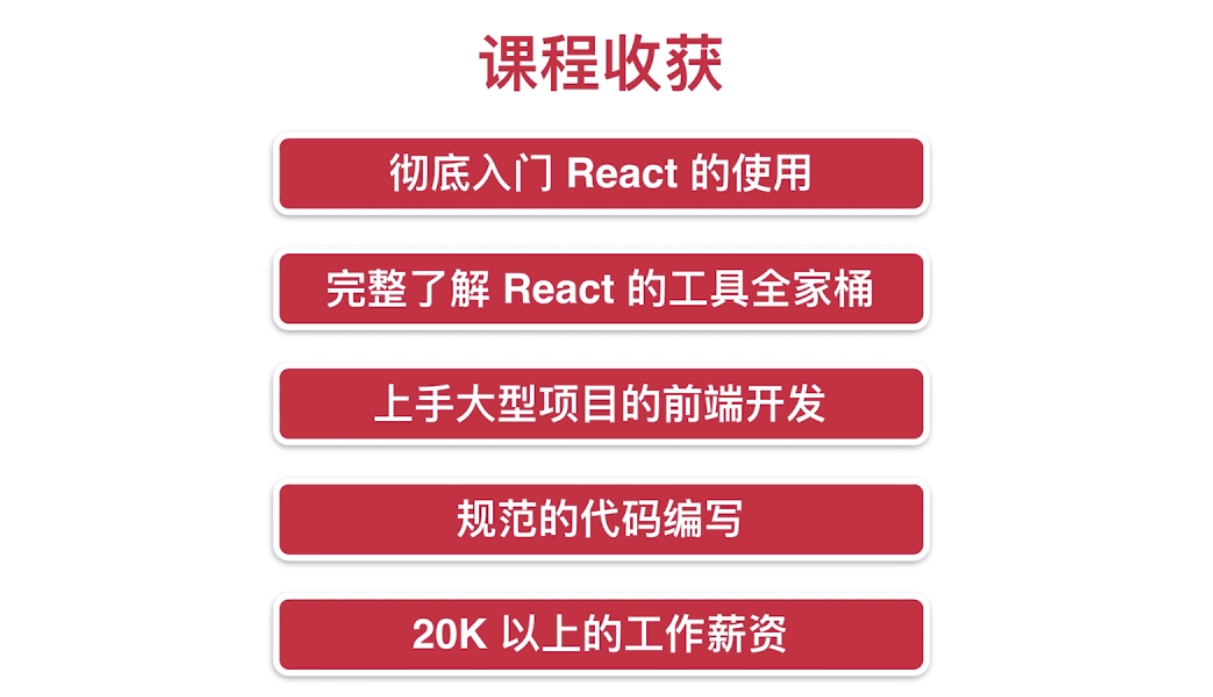 课程收获
彻底入门 React 的使用
完整了解 React 的工具全家桶
上手大型项目的前端开发
规范的代码编写
20K 以上的工作薪资